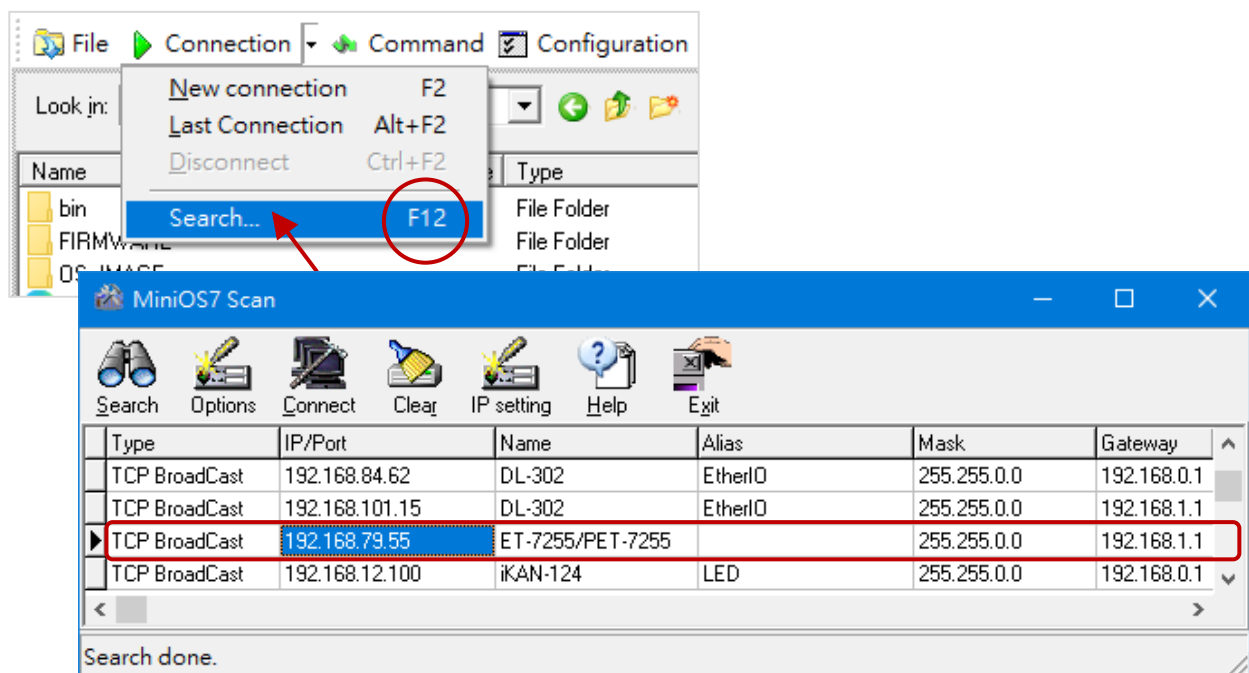 File Connection Command Configuration
Look in:
New connection F2
Last Connection Alt+F2
Disconnect Ctrl+F2
Search... F12
Name Type
bin File Folder
FIRMWARE File Folder
OS_IMAGE File Folder
MiniOS7 Scan
Search Options Connect Clear IP setting Help Exit
Type IP/Port Name Alias Mask Gateway
TCP BroadCast 192.168.84.62 DL-302 EtherIO 255.255.0.0 192.168.0.1
TCP BroadCast 192.168.101.15 DL-302 EtherIO 255.255.0.0 192.168.1.1
TCP BroadCast 192.168.79.55 ET-7255/PET-7255 255.255.0.0 192.168.1.1
TCP BroadCast 192.168.12.100 iKAN-124 LED 255.255.0.0 192.168.0.1
Search done.